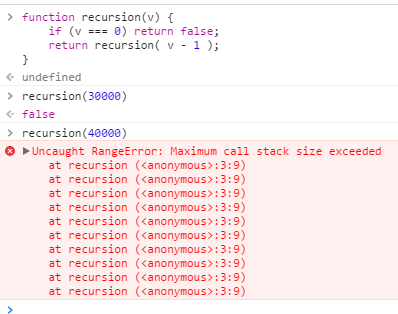 function recursion(v) {
if (v === 0) return false;
return recursion( v - 1 );
}
undefined
recursion(30000)
false
recursion(40000)
Uncaught RangeError: Maximum call stack size exceeded
at recursion (<anonymous>:3:9)
at recursion (<anonymous>:3:9)
at recursion (<anonymous>:3:9)
at recursion (<anonymous>:3:9)
at recursion (<anonymous>:3:9)
at recursion (<anonymous>:3:9)
at recursion (<anonymous>:3:9)
at recursion (<anonymous>:3:9)
at recursion (<anonymous>:3:9)
at recursion (<anonymous>:3:9)